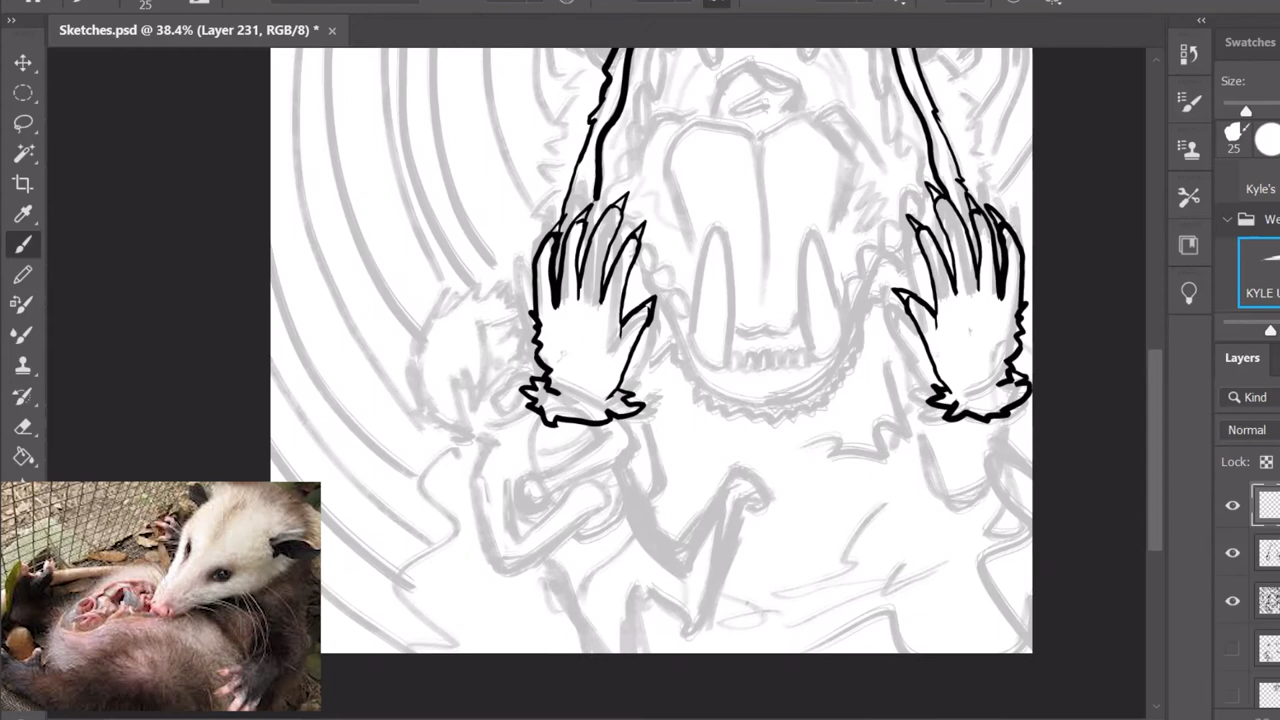 25
Sketches.psd @ 38.4% (Layer 231, RGB/8) *
Swatches
Size:
25
Kyle's
We
KYLE U
Layers
Kind
Normal
Lock: